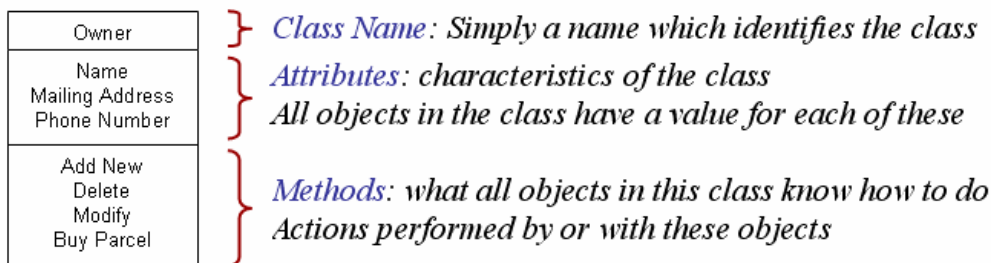 Owner
Class Name: Simply a name which identifies the class
Name
Mailing Address
Phone Number
Attributes: characteristics of the class
All objects in the class have a value for each of these
Add New
Delete
Modify
Buy Parcel
Methods: what all objects in this class know how to do
Actions performed by or with these objects